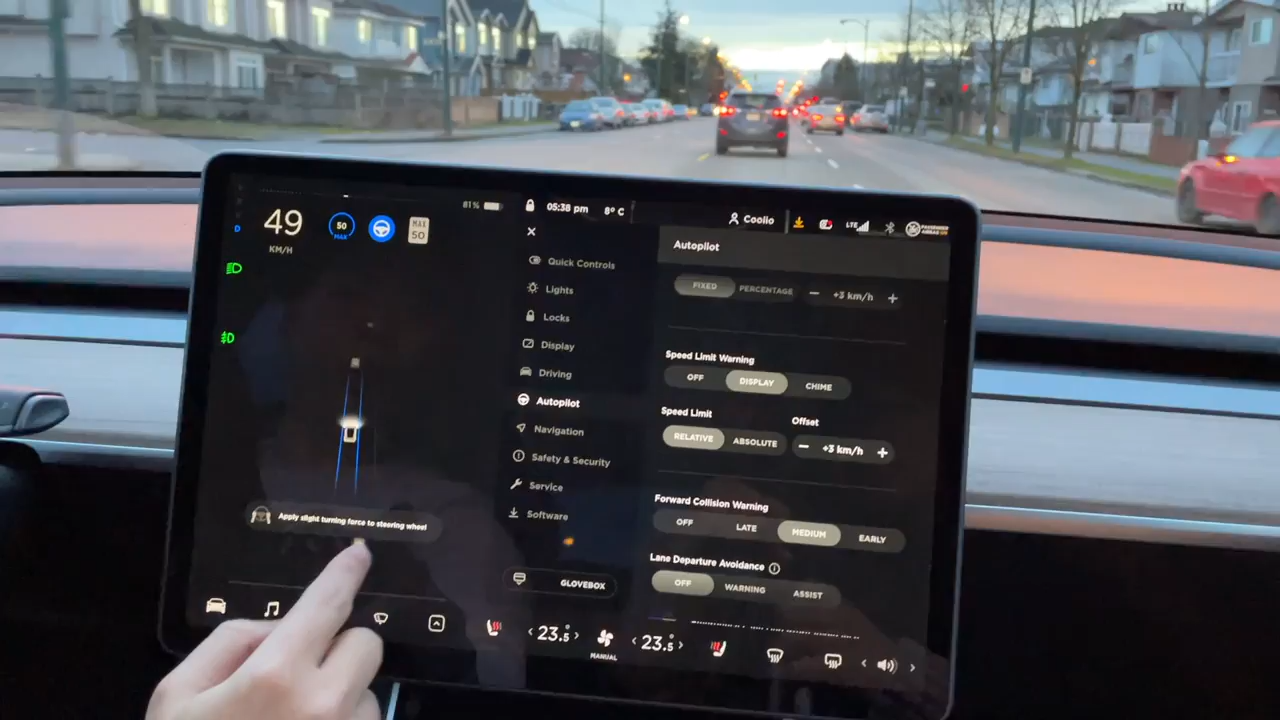 81%
05:38 pm
8° C
Coolio
LTE
PASSENGER
AIRBAG ON
D
49
KM/H
50
MAX
MAX
50
Autopilot
Quick Controls
Lights
Locks
Display
Driving
Autopilot
Navigation
Safety & Security
Service
Software
GLOVEBOX
FIXED
PERCENTAGE
− +3 km/h +
Speed Limit Warning
OFF
DISPLAY
CHIME
Speed Limit
Offset
RELATIVE
ABSOLUTE
− +3 km/h +
Forward Collision Warning
OFF
LATE
MEDIUM
EARLY
Lane Departure Avoidance
OFF
WARNING
ASSIST
Apply slight turning force to steering wheel
23.5°
MANUAL
23.5°